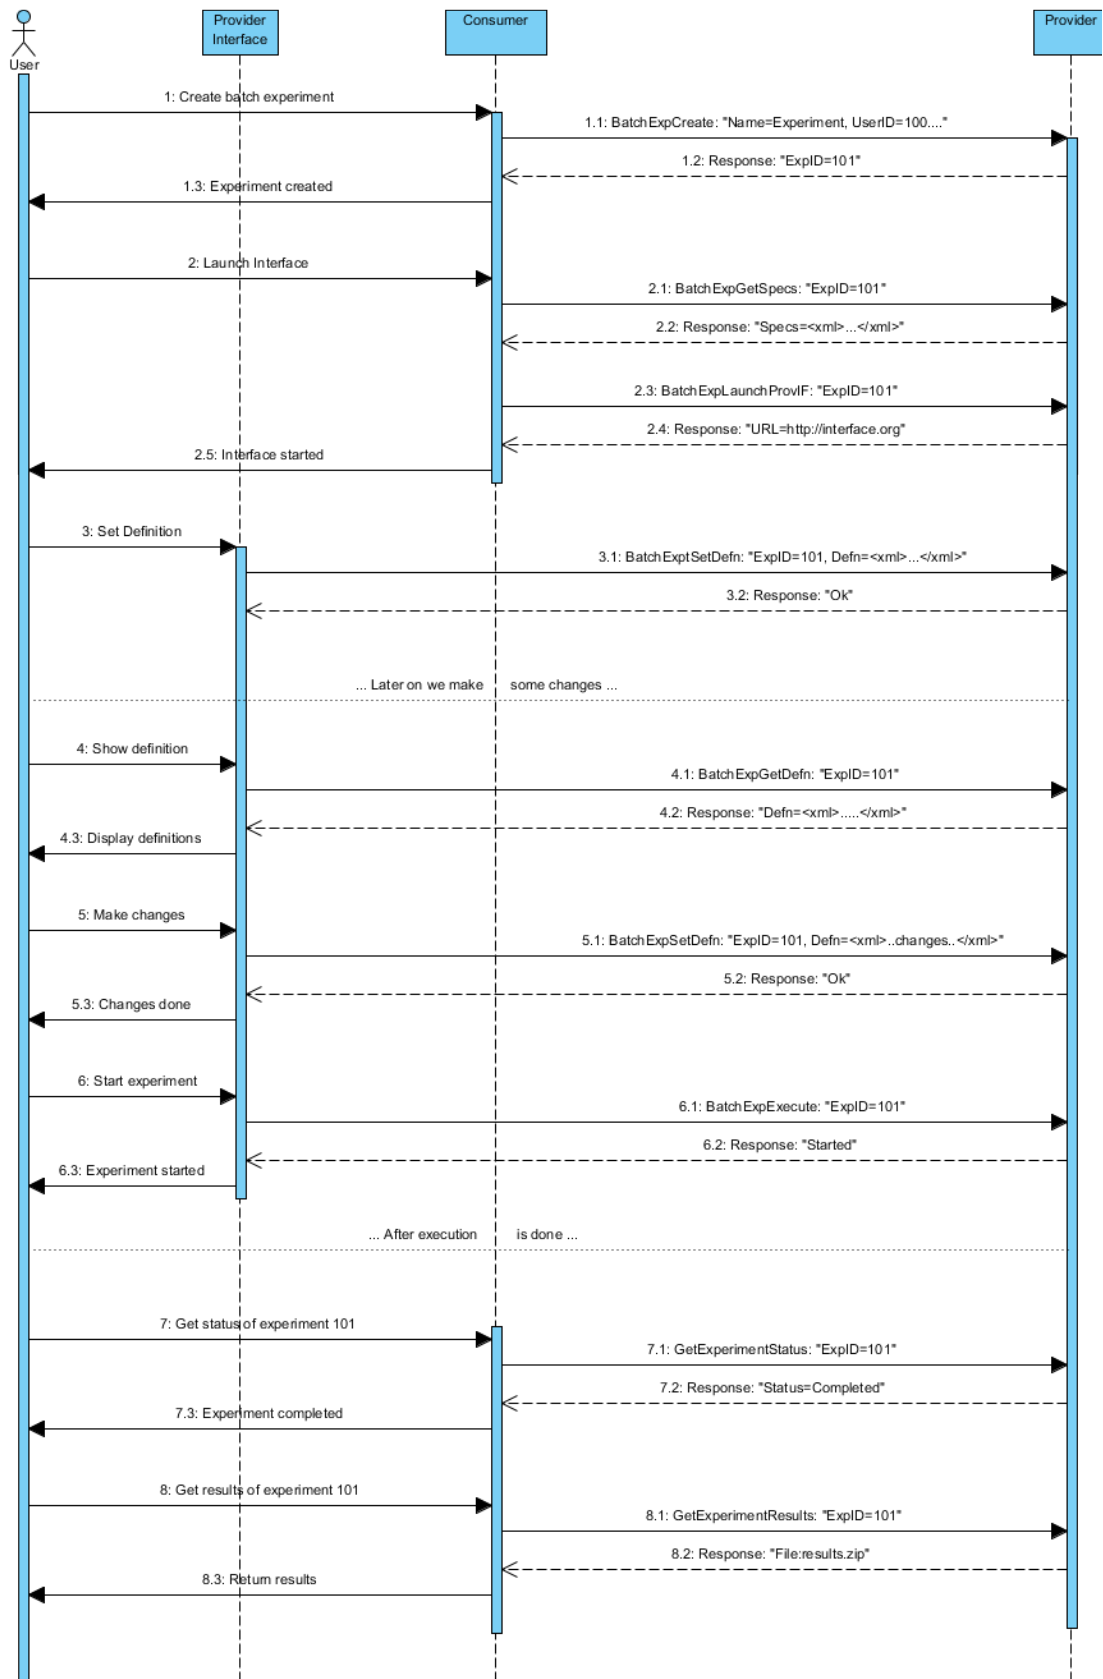 Provider
Interface
Consumer
Provider
User
1: Create batch experiment
1.1: BatchExpCreate: "Name=Experiment, UserID=100...."
1.2: Response: "ExpID=101"
1.3: Experiment created
2: Launch Interface
2.1: BatchExpGetSpecs: "ExpID=101"
2.2: Response: "Specs=<xml>...</xml>"
2.3: BatchExpLaunchProvIF: "ExpID=101"
2.4: Response: "URL=http://interface.org"
2.5: Interface started
3: Set Definition
3.1: BatchExptSetDefn: "ExpID=101, Defn=<xml>...</xml>"
3.2: Response: "Ok"
... Later on we make some changes ...
4: Show definition
4.1: BatchExpGetDefn: "ExpID=101"
4.2: Response: "Defn=<xml>.....</xml>"
4.3: Display definitions
5: Make changes
5.1: BatchExpSetDefn: "ExpID=101, Defn=<xml>..changes..</xml>"
5.2: Response: "Ok"
5.3: Changes done
6: Start experiment
6.1: BatchExpExecute: "ExpID=101"
6.2: Response: "Started"
6.3: Experiment started
... After execution is done ...
7: Get status of experiment 101
7.1: GetExperimentStatus: "ExpID=101"
7.2: Response: "Status=Completed"
7.3: Experiment completed
8: Get results of experiment 101
8.1: GetExperimentResults: "ExpID=101"
8.2: Response: "File:results.zip"
8.3: Return results